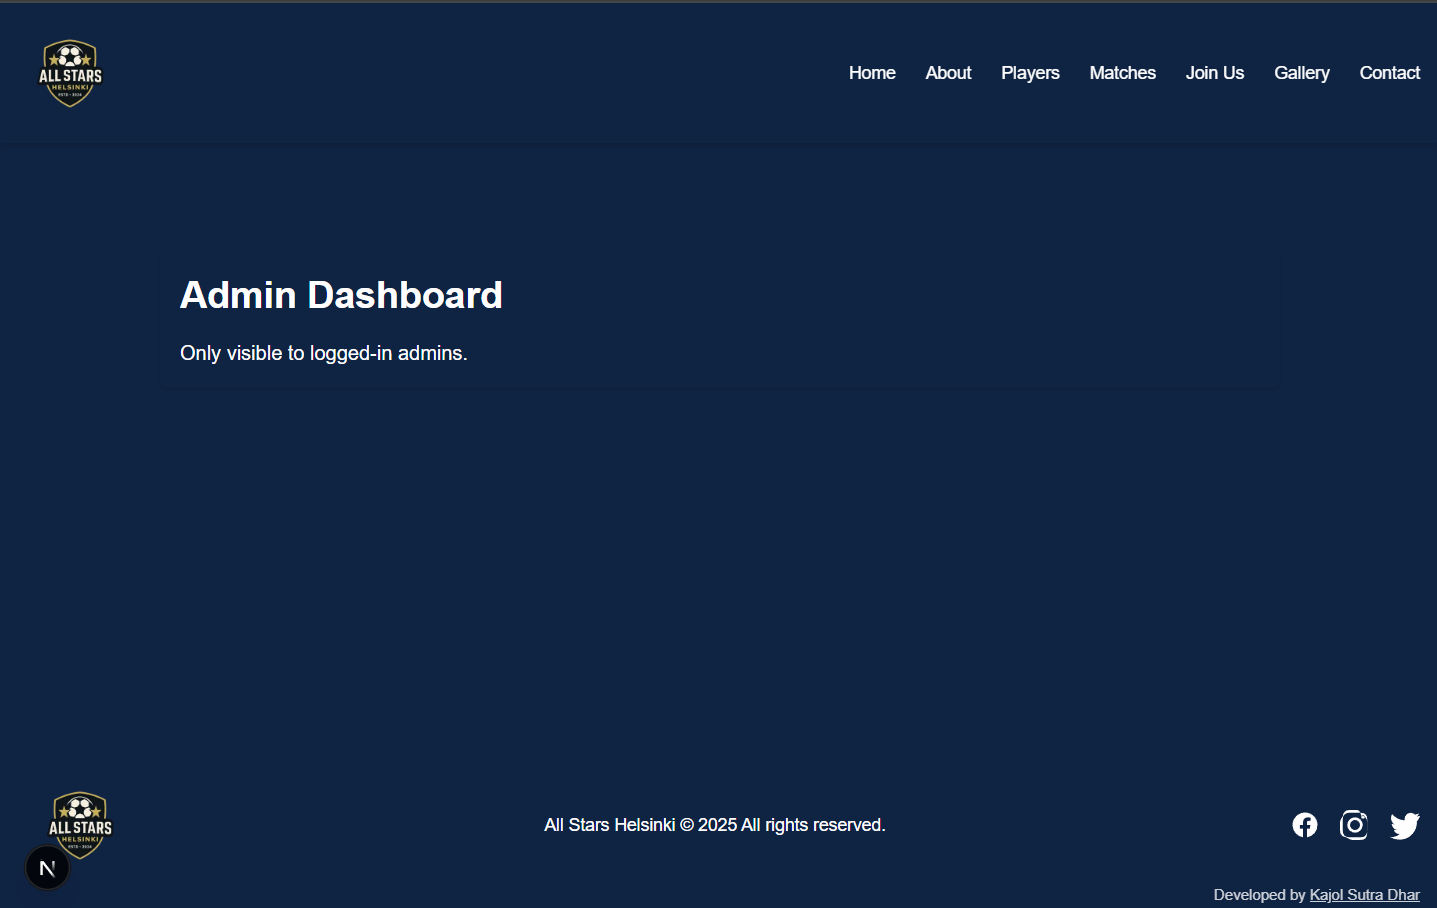 ALL STARS
HELSINKI
Home About Players Matches Join Us Gallery Contact
Admin Dashboard
Only visible to logged-in admins.
ALL STARS
HELSINKI
N
All Stars Helsinki © 2025 All rights reserved.
Developed by Kajol Sutra Dhar